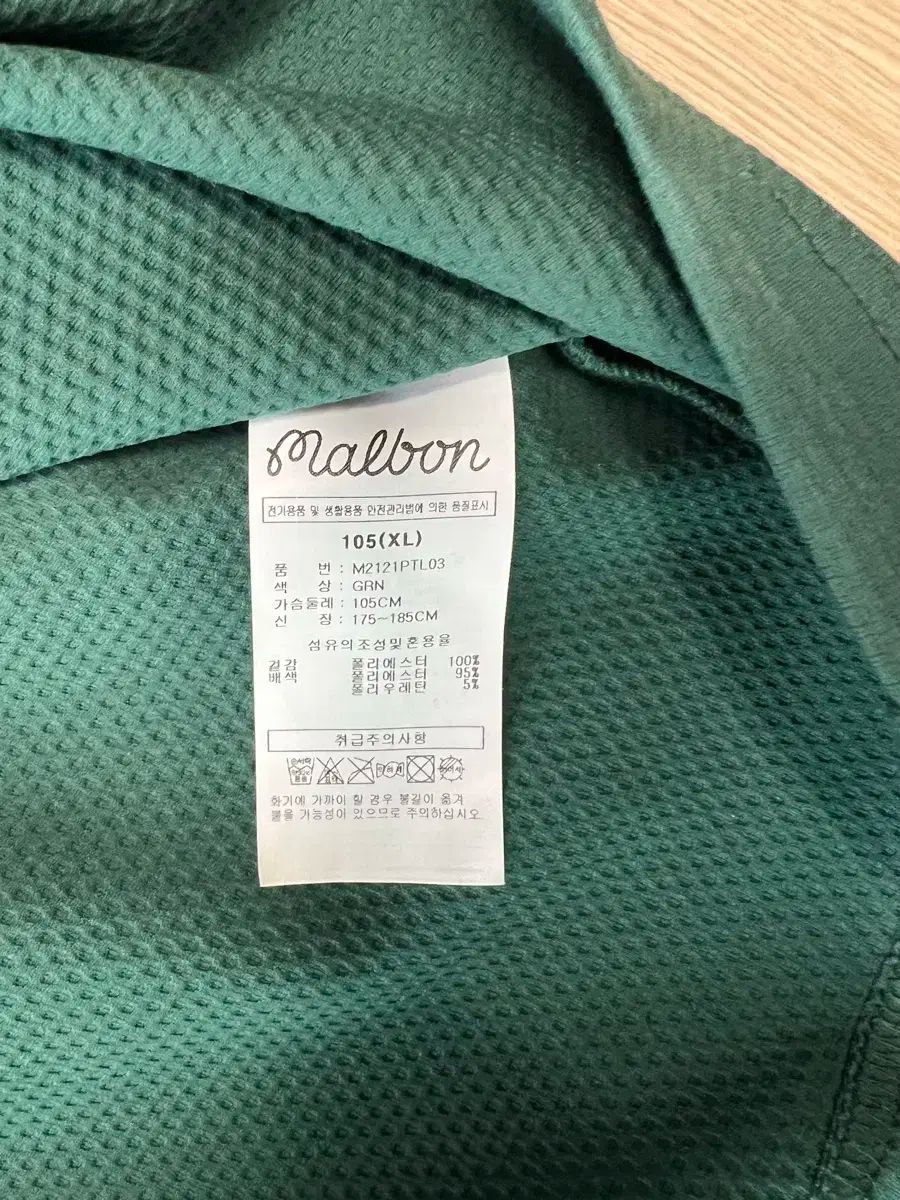 malbon
전기용품 및 생활용품 안전관리법에 의한 품질표시
105(XL)
품 번 : M2121PTL03
색 상 : GRN
가슴둘레 : 105CM
신 장 : 175~185CM
섬유의조성및혼용율
겉감 폴리에스터 100%
배색 폴리에스터 95%
폴리우레탄 5%
취급주의사항
화기에 가까이 할 경우 불길이 옮겨
붙을 가능성이 있으므로 주의하십시오